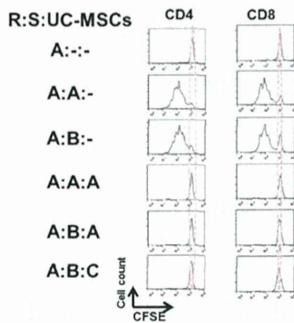 R:S:UC-MSCs CD4 CD8
A:-:-
A:A:-
A:B:-
A:A:A
A:B:A
A:B:C
Cell count
CFSE